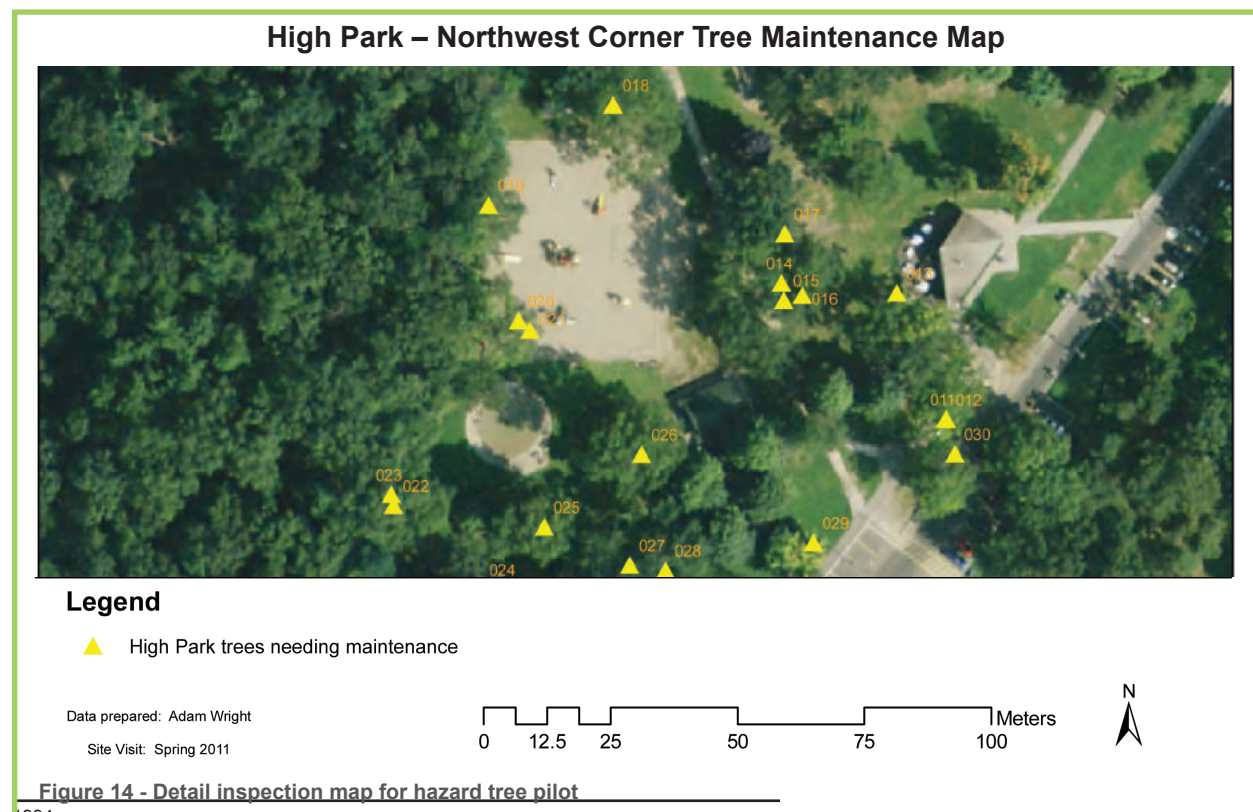 High Park – Northwest Corner Tree Maintenance Map
018
019
017
014
015
013
016
020
021
011012
026
030
023
022
025
029
027
028
024
Legend
High Park trees needing maintenance
N
Data prepared: Adam Wright
Meters
0 12.5 25 50 75 100
Site Visit: Spring 2011
Figure 14 - Detail inspection map for hazard tree pilot